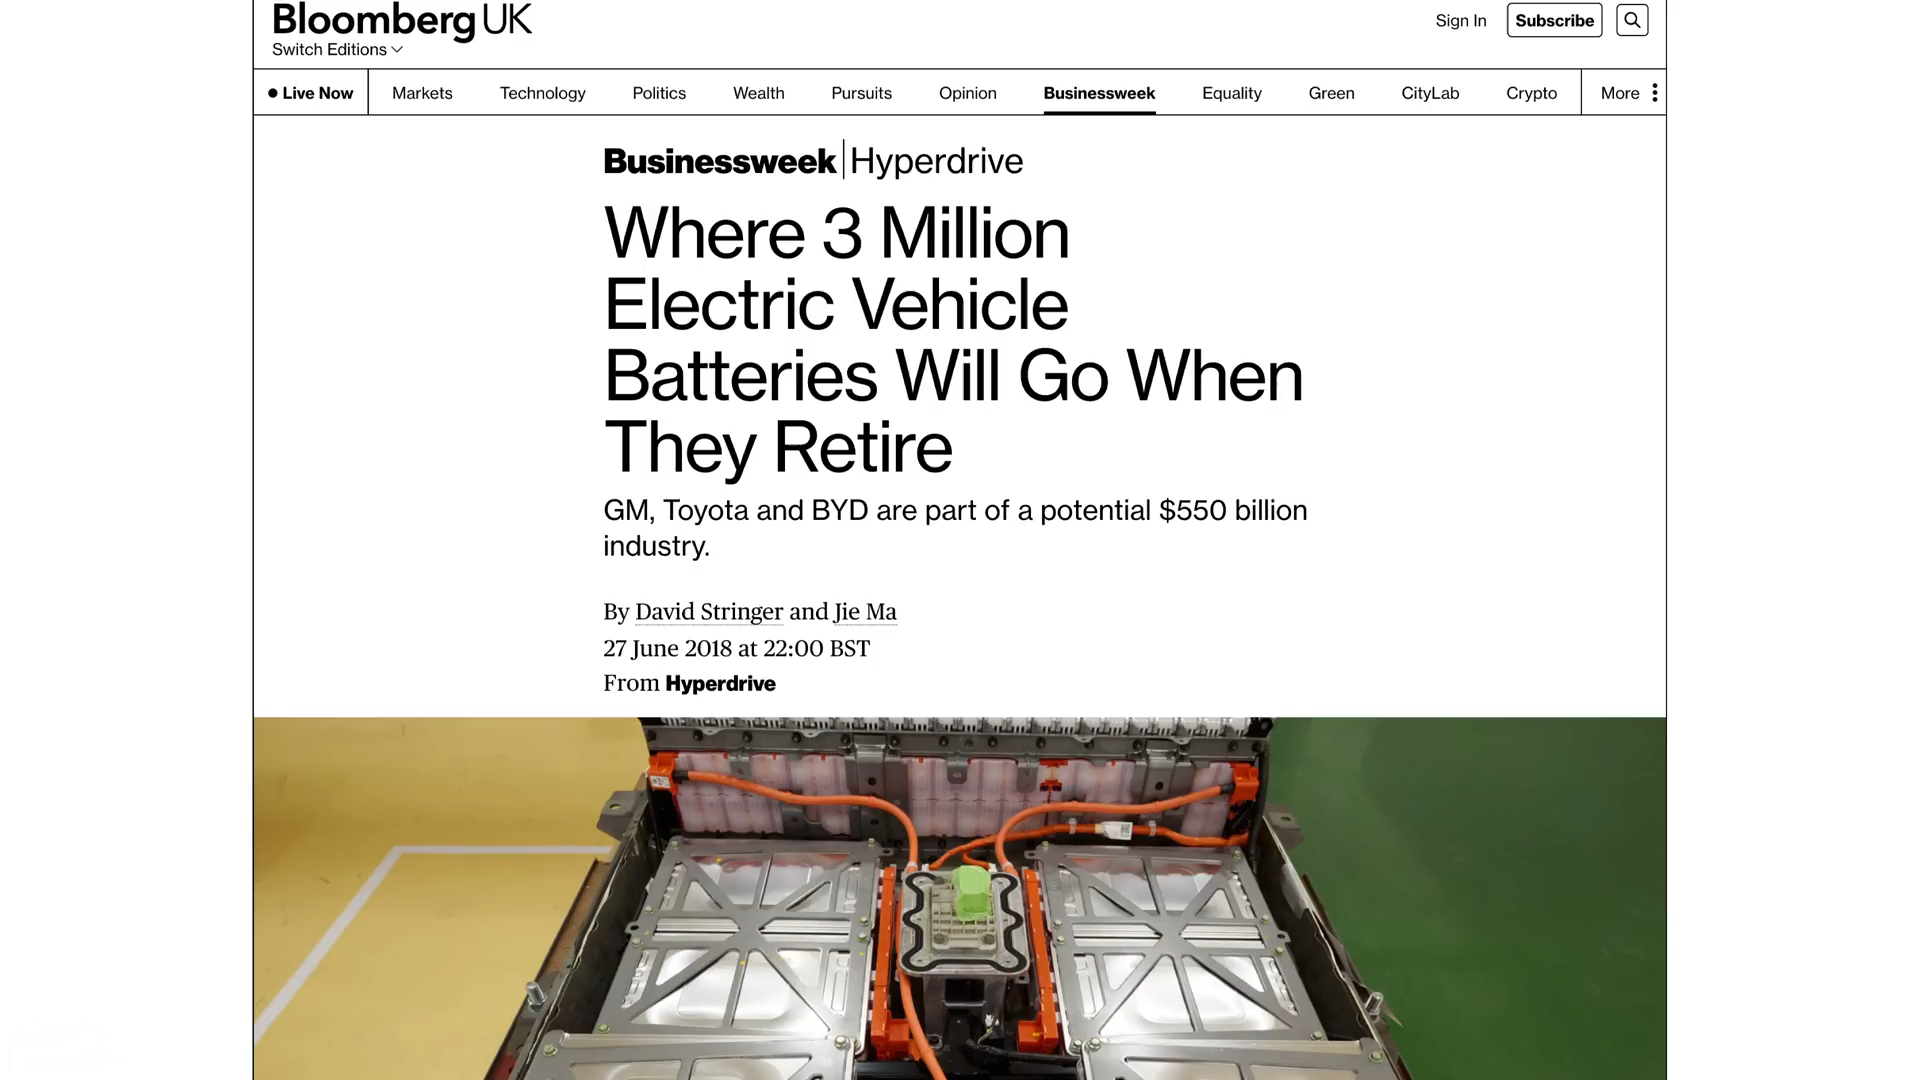 Bloomberg UK
Switch Editions
Sign In
Subscribe
Live Now
Markets
Technology
Politics
Wealth
Pursuits
Opinion
Businessweek
Equality
Green
CityLab
Crypto
More
Businessweek | Hyperdrive
Where 3 Million
Electric Vehicle
Batteries Will Go When
They Retire
GM, Toyota and BYD are part of a potential $550 billion
industry.
By David Stringer and Jie Ma
27 June 2018 at 22:00 BST
From Hyperdrive